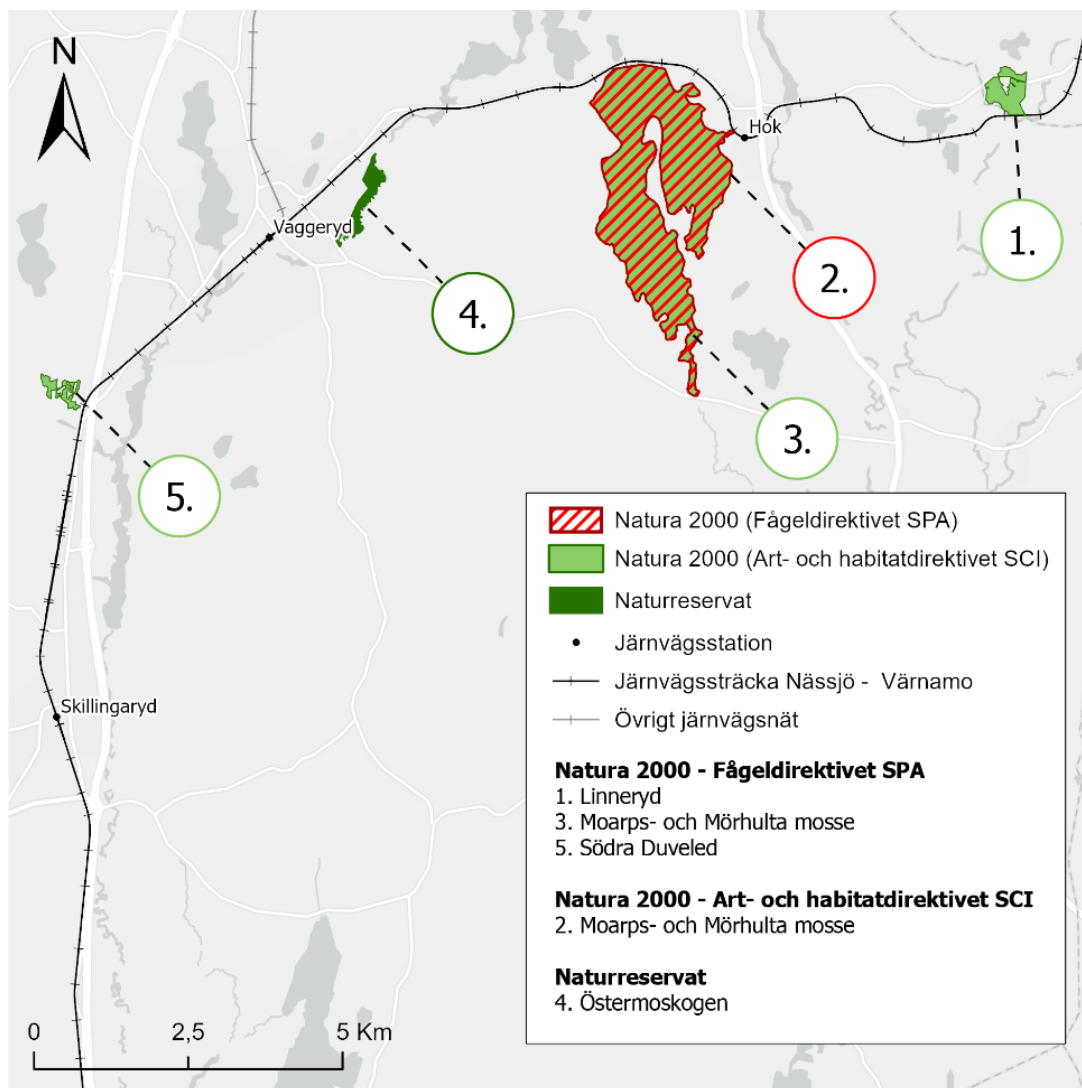 N
Hok
Vaggeryd
1.
2.
4.
3.
5.
Skillingaryd
Natura 2000 (Fågeldirektivet SPA)
Natura 2000 (Art- och habitatdirektivet SCI)
Naturreservat
Järnvägsstation
Järnvägssträcka Nässjö - Värnamo
Övrigt järnvägsnät
Natura 2000 - Fågeldirektivet SPA
1. Linneryd
3. Moarps- och Mörhulta mosse
5. Södra Duveled
Natura 2000 - Art- och habitatdirektivet SCI
2. Moarps- och Mörhulta mosse
Naturreservat
4. Östermoskogen
0 2,5 5 Km